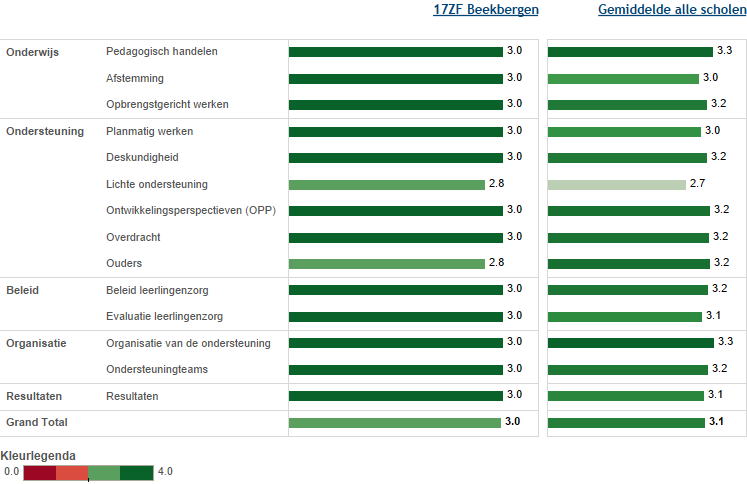 17ZF Beekbergen Gemiddelde alle scholen
Onderwijs Pedagogisch handelen 3.0 3.3
Afstemming 3.0 3.0
Opbrengstgericht werken 3.0 3.2
Ondersteuning Planmatig werken 3.0 3.0
Deskundigheid 3.0 3.2
Lichte ondersteuning 2.8 2.7
Ontwikkelingsperspectieven (OPP) 3.0 3.2
Overdracht 3.0 3.2
Ouders 2.8 3.2
Beleid Beleid leerlingenzorg 3.0 3.2
Evaluatie leerlingenzorg 3.0 3.1
Organisatie Organisatie van de ondersteuning 3.0 3.3
Ondersteuningteams 3.0 3.2
Resultaten Resultaten 3.0 3.1
Grand Total 3.0 3.1
Kleurlegenda
0.0 4.0